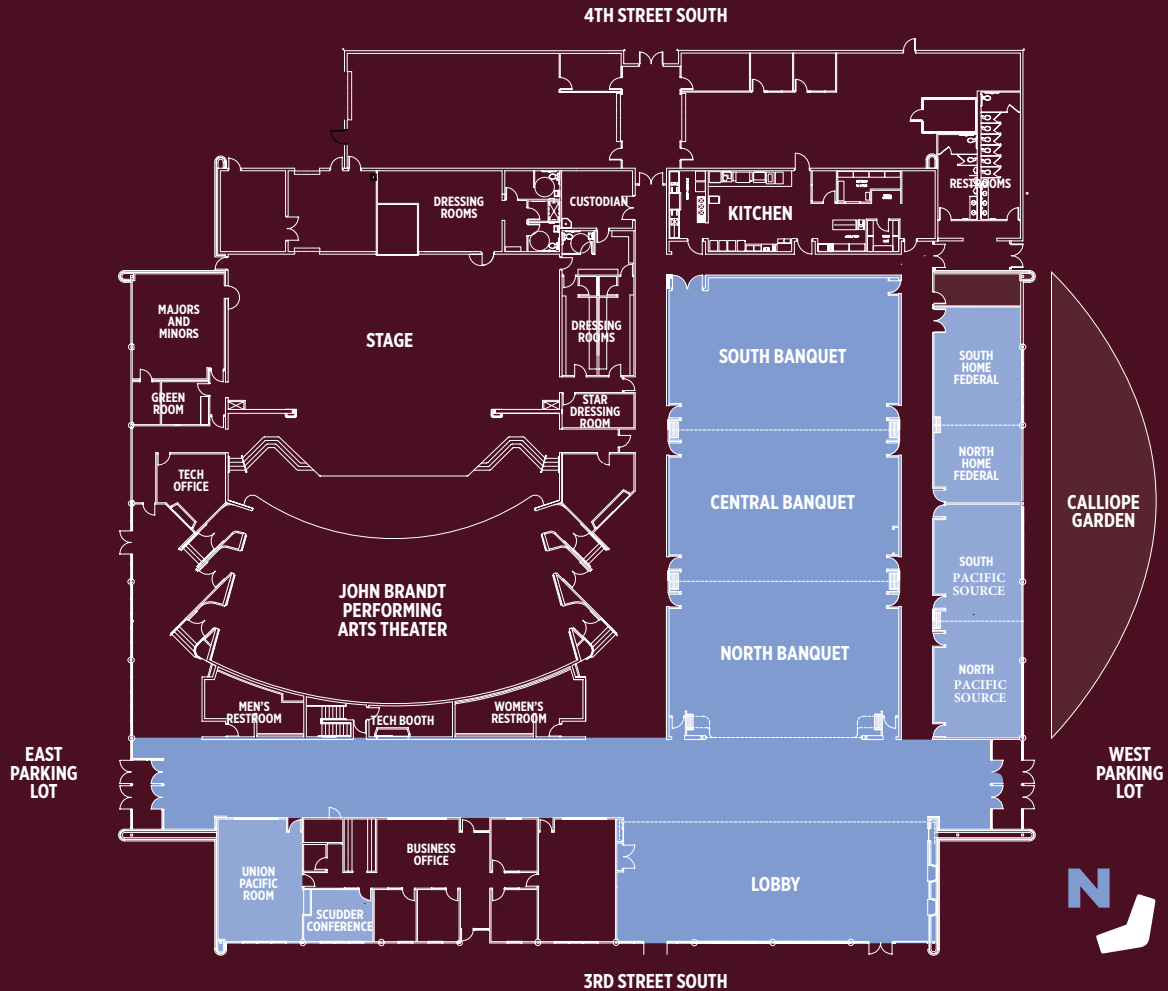 4TH STREET SOUTH
RESTROOMS
DRESSING
ROOMS
CUSTODIAN
KITCHEN
MAJORS
AND
MINORS
STAGE
DRESSING
ROOMS
SOUTH BANQUET
SOUTH
HOME
FEDERAL
GREEN
ROOM
STAR
DRESSING
ROOM
NORTH
HOME
FEDERAL
TECH
OFFICE
CENTRAL BANQUET
CALLIOPE
GARDEN
SOUTH
PACIFIC
SOURCE
JOHN BRANDT
PERFORMING
ARTS THEATER
NORTH BANQUET
NORTH
PACIFIC
SOURCE
MEN'S
RESTROOM
TECH BOOTH
WOMEN'S
RESTROOM
EAST
PARKING
LOT
WEST
PARKING
LOT
BUSINESS
OFFICE
UNION
PACIFIC
ROOM
LOBBY
SCUDDER
CONFERENCE
N
3RD STREET SOUTH